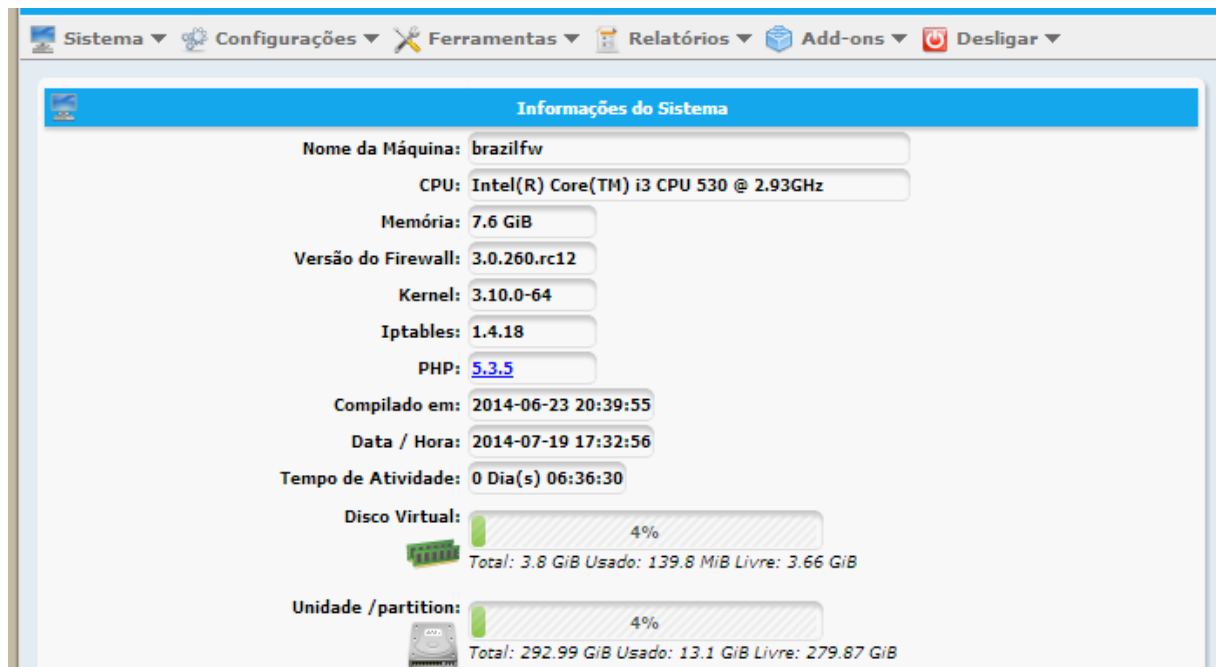 Sistema Configurações Ferramentas Relatórios Add-ons Desligar
Informações do Sistema
Nome da Máquina: brazilfw
CPU: Intel(R) Core(TM) i3 CPU 530 @ 2.93GHz
Memória: 7.6 GiB
Versão do Firewall: 3.0.260.rc12
Kernel: 3.10.0-64
Iptables: 1.4.18
PHP: 5.3.5
Compilado em: 2014-06-23 20:39:55
Data / Hora: 2014-07-19 17:32:56
Tempo de Atividade: 0 Dia(s) 06:36:30
Disco Virtual: 4%
Total: 3.8 GiB Usado: 139.8 MiB Livre: 3.66 GiB
Unidade /partition: 4%
Total: 292.99 GiB Usado: 13.1 GiB Livre: 279.87 GiB